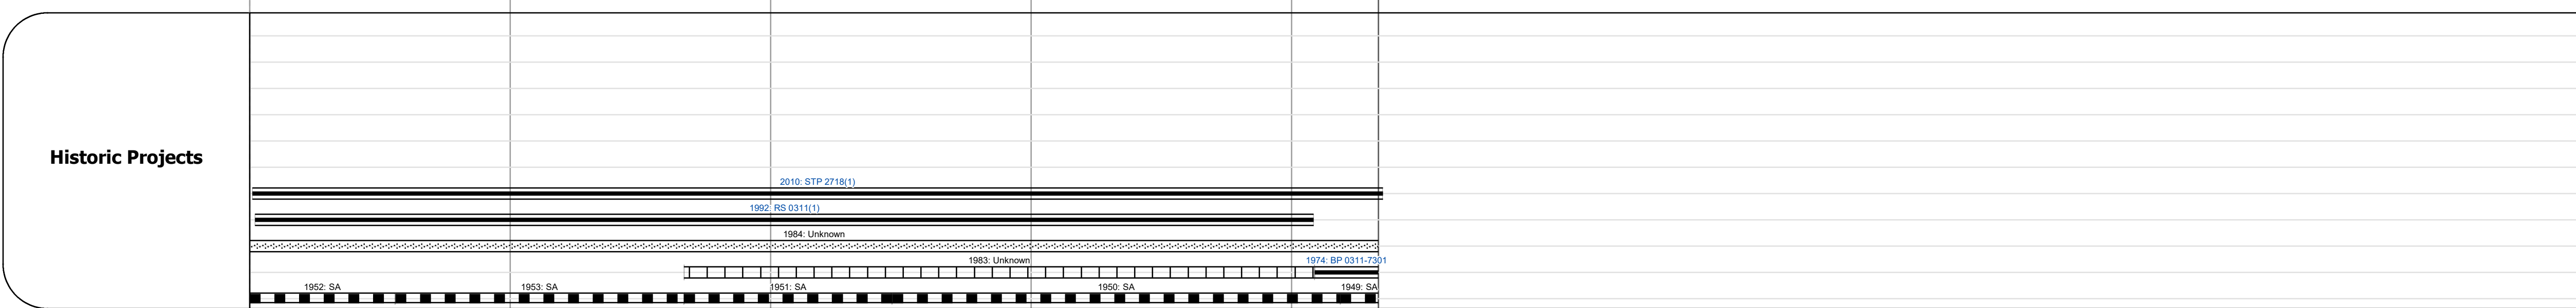 Historic Projects
2010: STP 2718(1)
1992: RS 0311(1)
1984: Unknown
1983: Unknown
1974: BP 0311-7301
1952: SA
1953: SA
1951: SA
1950: SA
1949: SA